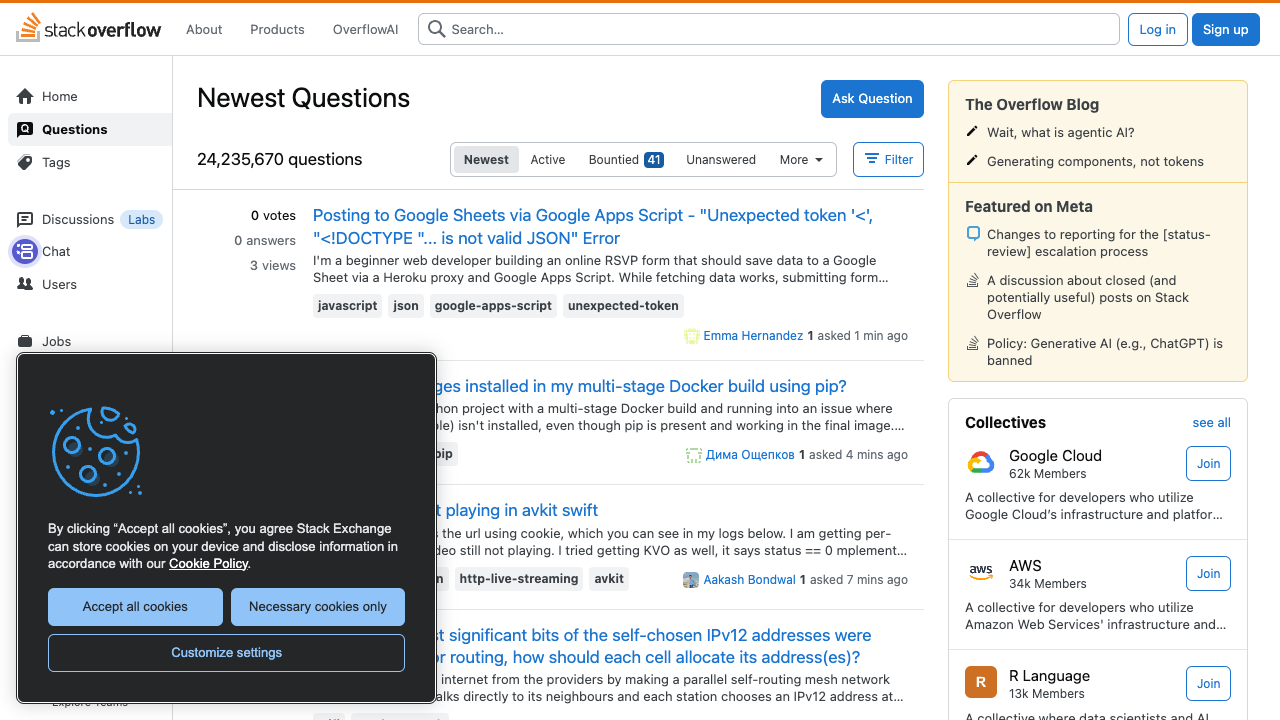 stackoverflow
About
Products
OverflowAI
Search…
Log in
Sign up
Home
Questions
Tags
Discussions
Labs
Chat
Users
Jobs
Newest Questions
Ask Question
24,235,670 questions
Newest
Active
Bountied 41
Unanswered
More
Filter
0 votes
0 answers
3 views
Posting to Google Sheets via Google Apps Script - "Unexpected token '<',
"<!DOCTYPE "... is not valid JSON" Error
I'm a beginner web developer building an online RSVP form that should save data to a Google
Sheet via a Heroku proxy and Google Apps Script. While fetching data works, submitting form…
javascript
json
google-apps-script
unexpected-token
Emma Hernandez 1 asked 1 min ago
ges installed in my multi-stage Docker build using pip?
hon project with a multi-stage Docker build and running into an issue where
ple) isn't installed, even though pip is present and working in the final image.…
pip
Дима Ощепков 1 asked 4 mins ago
t playing in avkit swift
s the url using cookie, which you can see in my logs below. I am getting per-
deo still not playing. I tried getting KVO as well, it says status == 0 mplement…
n
http-live-streaming
avkit
Aakash Bondwal 1 asked 7 mins ago
st significant bits of the self-chosen IPv12 addresses were
or routing, how should each cell allocate its address(es)?
internet from the providers by making a parallel self-routing mesh network
alks directly to its neighbours and each station chooses an IPv12 address at…
By clicking “Accept all cookies”, you agree Stack Exchange
can store cookies on your device and disclose information in
accordance with our Cookie Policy.
Accept all cookies
Necessary cookies only
Customize settings
Explore Teams
The Overflow Blog
Wait, what is agentic AI?
Generating components, not tokens
Featured on Meta
Changes to reporting for the [status-
review] escalation process
A discussion about closed (and
potentially useful) posts on Stack
Overflow
Policy: Generative AI (e.g., ChatGPT) is
banned
Collectives
see all
Google Cloud
62k Members
Join
A collective for developers who utilize
Google Cloud’s infrastructure and platfor…
aws
AWS
34k Members
Join
A collective for developers who utilize
Amazon Web Services' infrastructure and…
R
R Language
13k Members
Join
A collective where data scientists and AI